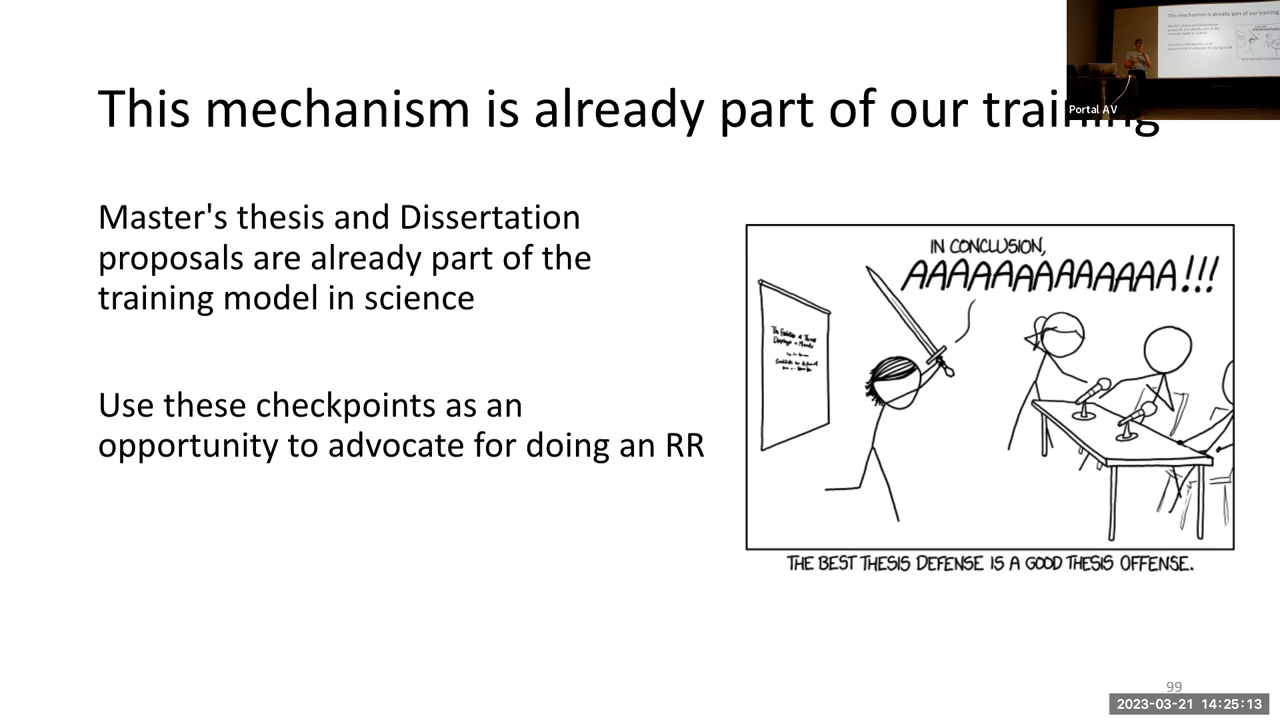 This mechanism is already part of our training
Portal AV
Master's thesis and Dissertation
proposals are already part of the
training model in science
Use these checkpoints as an
opportunity to advocate for doing an RR
IN CONCLUSION,
AAAAAAAAAAAAA!!!
THE BEST THESIS DEFENSE IS A GOOD THESIS OFFENSE.
99
2023-03-21 14:25:13